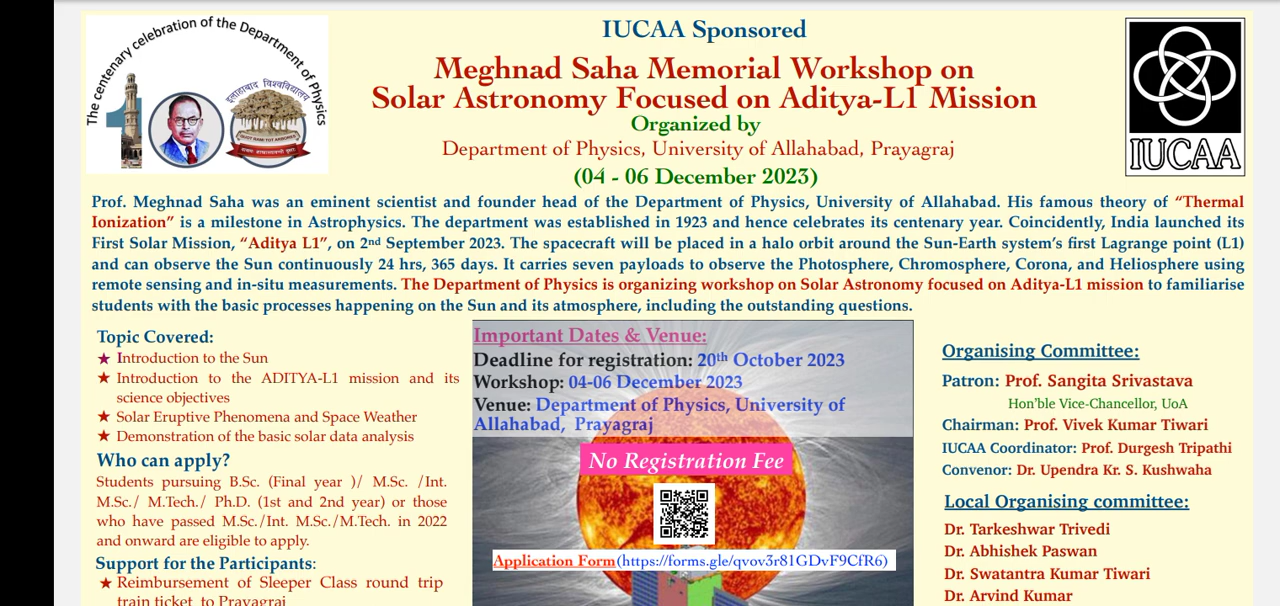 The centenary celebration of the Department of Physics
इलाहाबाद विश्वविद्यालय
QUOT RAMI TOT ARBORES
IUCAA Sponsored
Meghnad Saha Memorial Workshop on
Solar Astronomy Focused on Aditya-L1 Mission
Organized by
Department of Physics, University of Allahabad, Prayagraj
(04 - 06 December 2023)
IUCAA
Prof. Meghnad Saha was an eminent scientist and founder head of the Department of Physics, University of Allahabad. His famous theory of “Thermal
Ionization” is a milestone in Astrophysics. The department was established in 1923 and hence celebrates its centenary year. Coincidently, India launched its
First Solar Mission, “Aditya L1”, on 2nd September 2023. The spacecraft will be placed in a halo orbit around the Sun-Earth system’s first Lagrange point (L1)
and can observe the Sun continuously 24 hrs, 365 days. It carries seven payloads to observe the Photosphere, Chromosphere, Corona, and Heliosphere using
remote sensing and in-situ measurements. The Department of Physics is organizing workshop on Solar Astronomy focused on Aditya-L1 mission to familiarise
students with the basic processes happening on the Sun and its atmosphere, including the outstanding questions.
Topic Covered:
★ Introduction to the Sun
★ Introduction to the ADITYA-L1 mission and its
science objectives
★ Solar Eruptive Phenomena and Space Weather
★ Demonstration of the basic solar data analysis
Who can apply?
Students pursuing B.Sc. (Final year )/ M.Sc. /Int.
M.Sc./ M.Tech./ Ph.D. (1st and 2nd year) or those
who have passed M.Sc./Int. M.Sc./M.Tech. in 2022
and onward are eligible to apply.
Support for the Participants:
★ Reimbursement of Sleeper Class round trip
train ticket to Prayagraj
Important Dates & Venue:
Deadline for registration: 20th October 2023
Workshop: 04-06 December 2023
Venue: Department of Physics, University of
Allahabad, Prayagraj
No Registration Fee
Application Form(https://forms.gle/qvov3r81GDvF9CfR6)
Organising Committee:
Patron: Prof. Sangita Srivastava
Hon’ble Vice-Chancellor, UoA
Chairman: Prof. Vivek Kumar Tiwari
IUCAA Coordinator: Prof. Durgesh Tripathi
Convenor: Dr. Upendra Kr. S. Kushwaha
Local Organising committee:
Dr. Tarkeshwar Trivedi
Dr. Abhishek Paswan
Dr. Swatantra Kumar Tiwari
Dr. Arvind Kumar